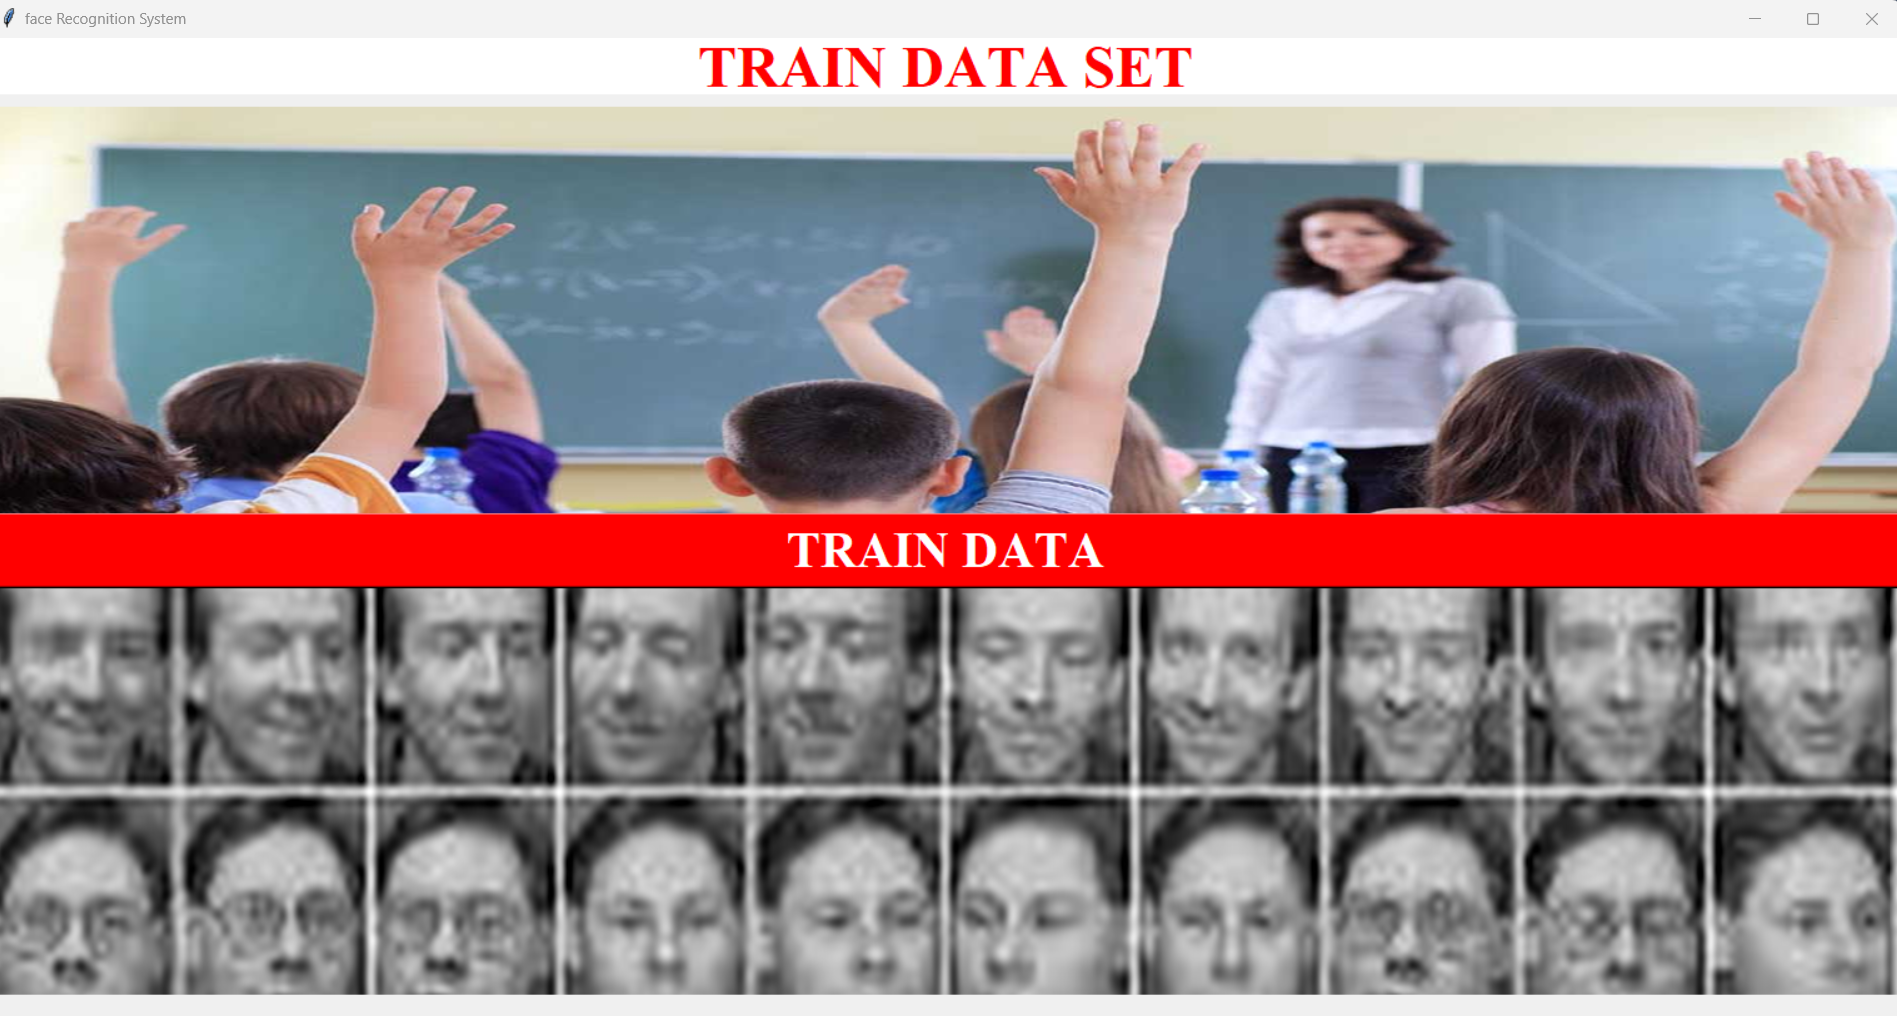 face Recognition System
TRAIN DATA SET
TRAIN DATA